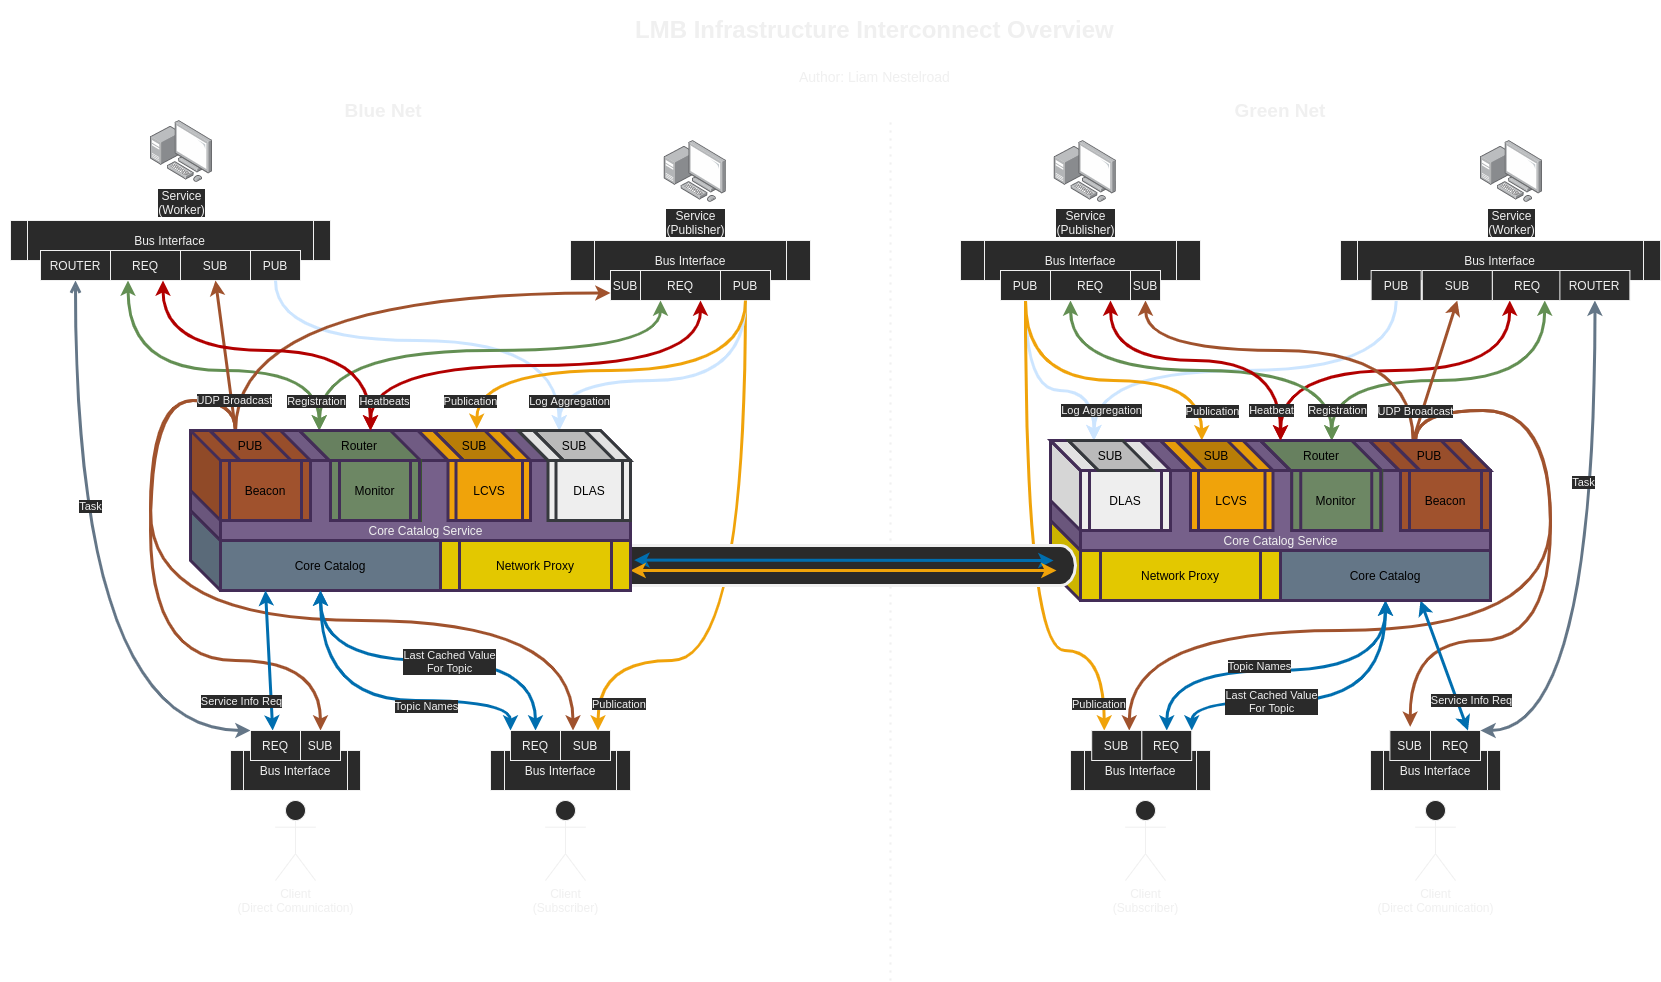 LMB Infrastructure Interconnect Overview
Author: Liam Nestelroad
Blue Net
Green Net
Service
(Worker)
Bus Interface
ROUTER
REQ
SUB
PUB
Service
(Publisher)
Bus Interface
SUB
REQ
PUB
Service
(Publisher)
Bus Interface
PUB
REQ
SUB
Service
(Worker)
Bus Interface
PUB
SUB
REQ
ROUTER
UDP Broadcast
Registration
Heatbeats
Publication
Log Aggregation
Log Aggregation
Publication
Heatbeat
Registration
UDP Broadcast
PUB
Router
SUB
SUB
Beacon
Monitor
LCVS
DLAS
Core Catalog Service
Core Catalog
Network Proxy
SUB
SUB
Router
PUB
DLAS
LCVS
Monitor
Beacon
Core Catalog Service
Network Proxy
Core Catalog
Task
Task
Last Cached Value
For Topic
Service Info Req
Topic Names
Publication
Topic Names
Last Cached Value
For Topic
Publication
Service Info Req
REQ
SUB
Bus Interface
Client
(Direct Comunication)
REQ
SUB
Bus Interface
Client
(Subscriber)
SUB
REQ
Bus Interface
Client
(Subscriber)
SUB
REQ
Bus Interface
Client
(Direct Comunication)